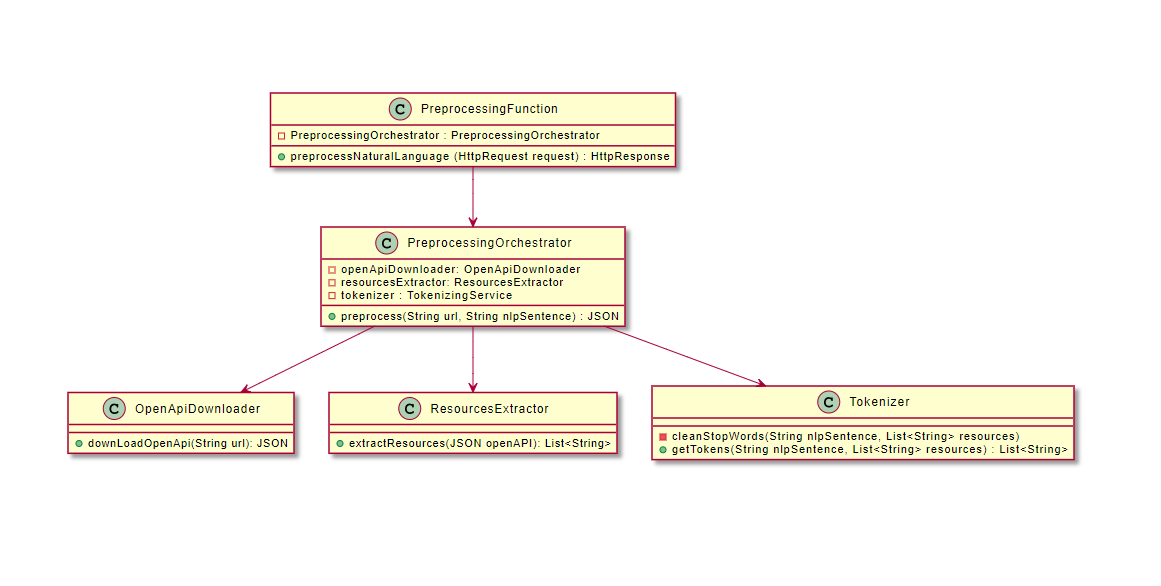 C PreprocessingFunction
PreprocessingOrchestrator : PreprocessingOrchestrator
preprocessNaturalLanguage (HttpRequest request) : HttpResponse
C PreprocessingOrchestrator
openApiDownloader: OpenApiDownloader
resourcesExtractor: ResourcesExtractor
tokenizer : TokenizingService
preprocess(String url, String nlpSentence) : JSON
C OpenApiDownloader
downLoadOpenApi(String url): JSON
C ResourcesExtractor
extractResources(JSON openAPI): List<String>
C Tokenizer
cleanStopWords(String nlpSentence, List<String> resources)
getTokens(String nlpSentence, List<String> resources) : List<String>